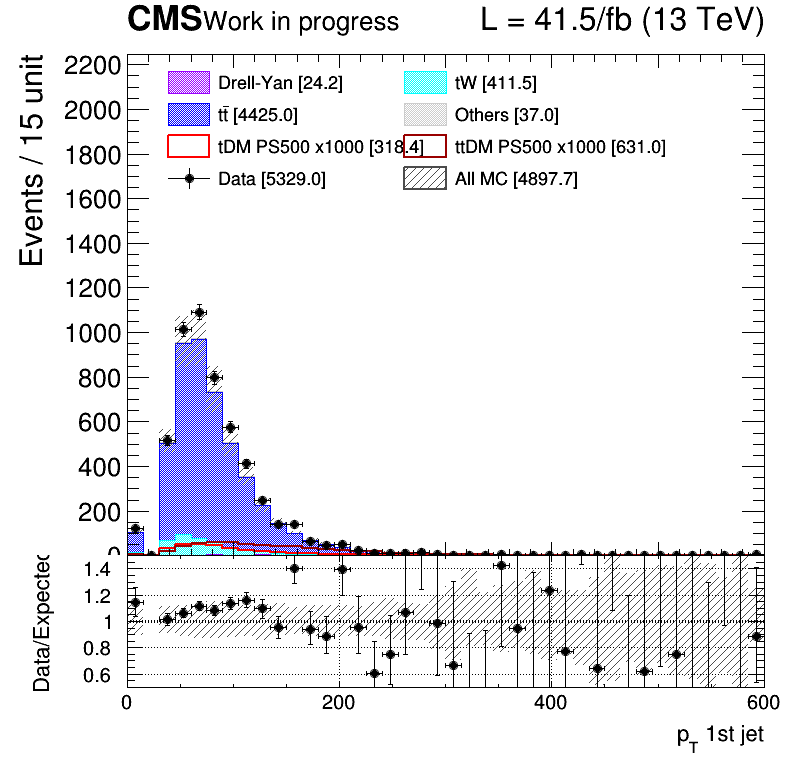 CMS Work in progress L = 41.5/fb (13 TeV)
Events / 15 unit
2200
2000
1800
1600
1400
1200
1000
800
600
400
200
0
Drell-Yan [24.2]
tW [411.5]
tt̄ [4425.0]
Others [37.0]
tDM PS500 x1000 [318.4]
ttDM PS500 x1000 [631.0]
Data [5329.0]
All MC [4897.7]
Data/Expected
1.4
1.2
1
0.8
0.6
0 200 400 600
p_T 1st jet